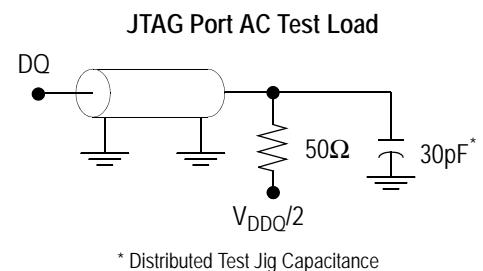 JTAG Port AC Test Load
DQ
50Ω
30pF*
VDDQ/2
* Distributed Test Jig Capacitance